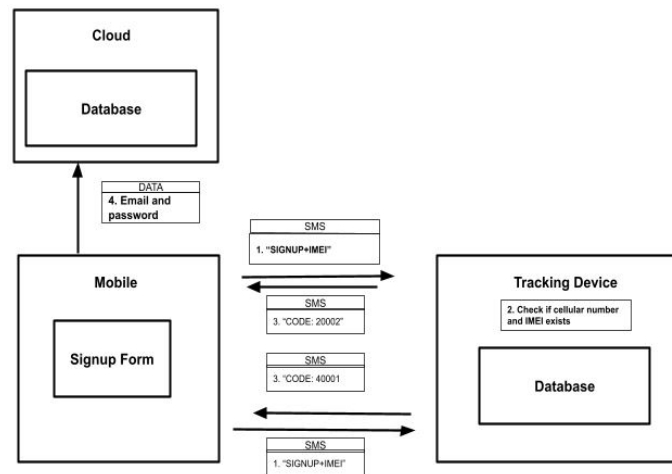 Cloud
Database
DATA
4. Email and
password
SMS
1. “SIGNUP+IMEI”
Mobile
Tracking Device
2. Check if cellular number
and IMEI exists
SMS
3. “CODE: 20002”
Signup Form
SMS
3. “CODE: 40001
Database
SMS
1. “SIGNUP+IMEI”